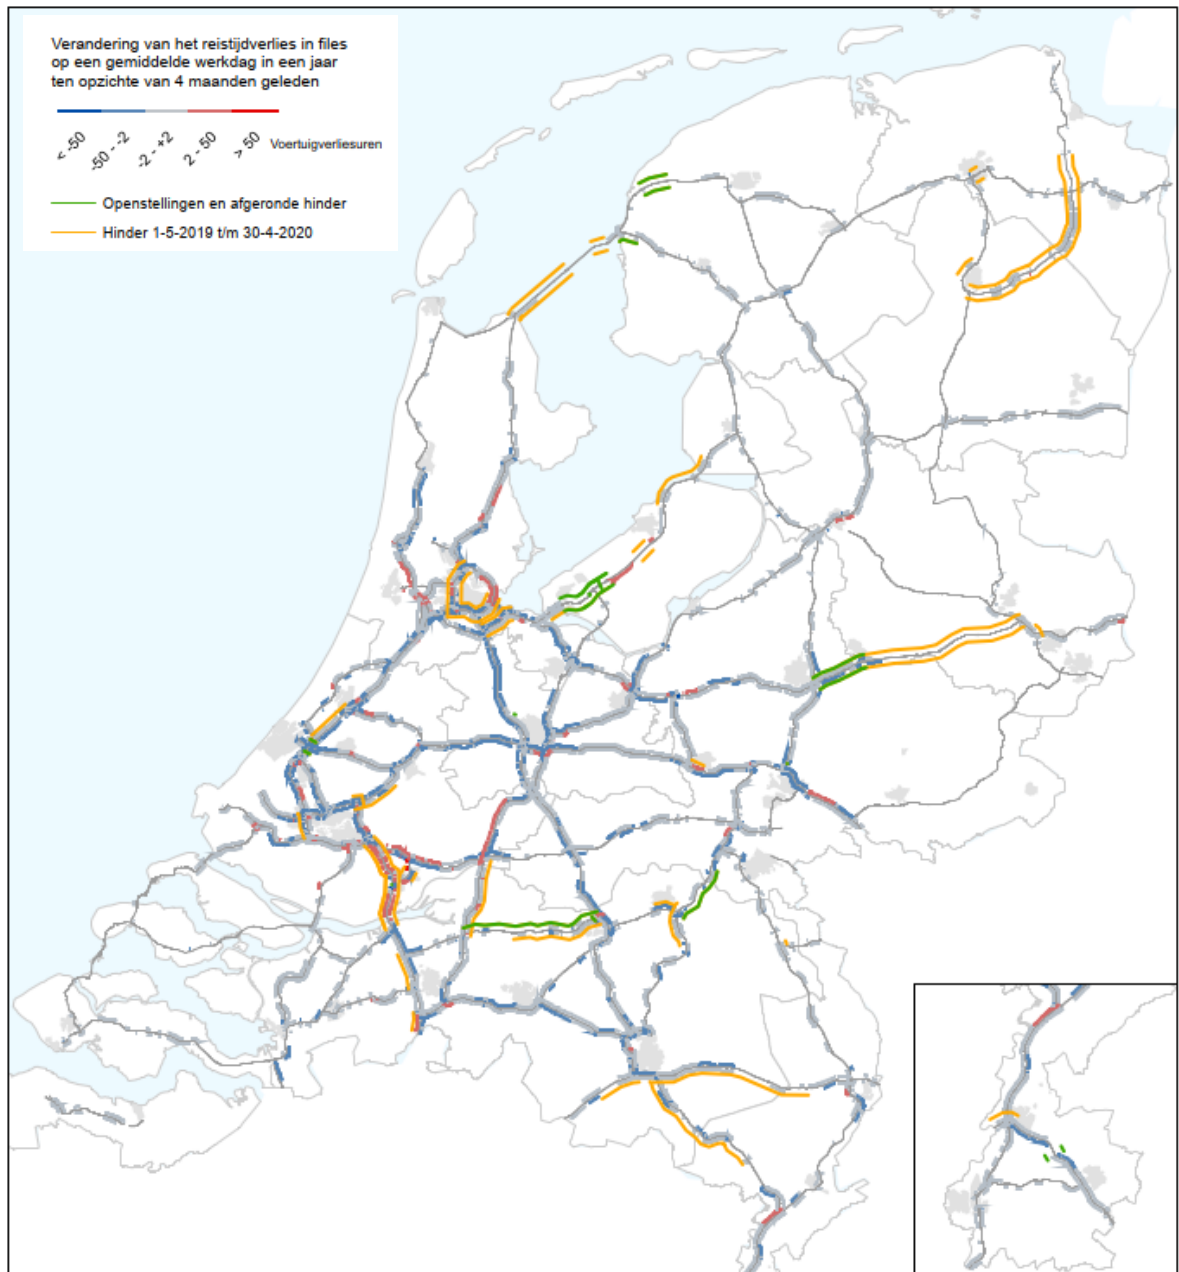 Verandering van het reistijdverlies in files
op een gemiddelde werkdag in een jaar
ten opzichte van 4 maanden geleden
< -50
-50 - -2
-2 - +2
2 - 50
> 50
Voertuigverliesuren
Openstellingen en afgeronde hinder
Hinder 1-5-2019 t/m 30-4-2020